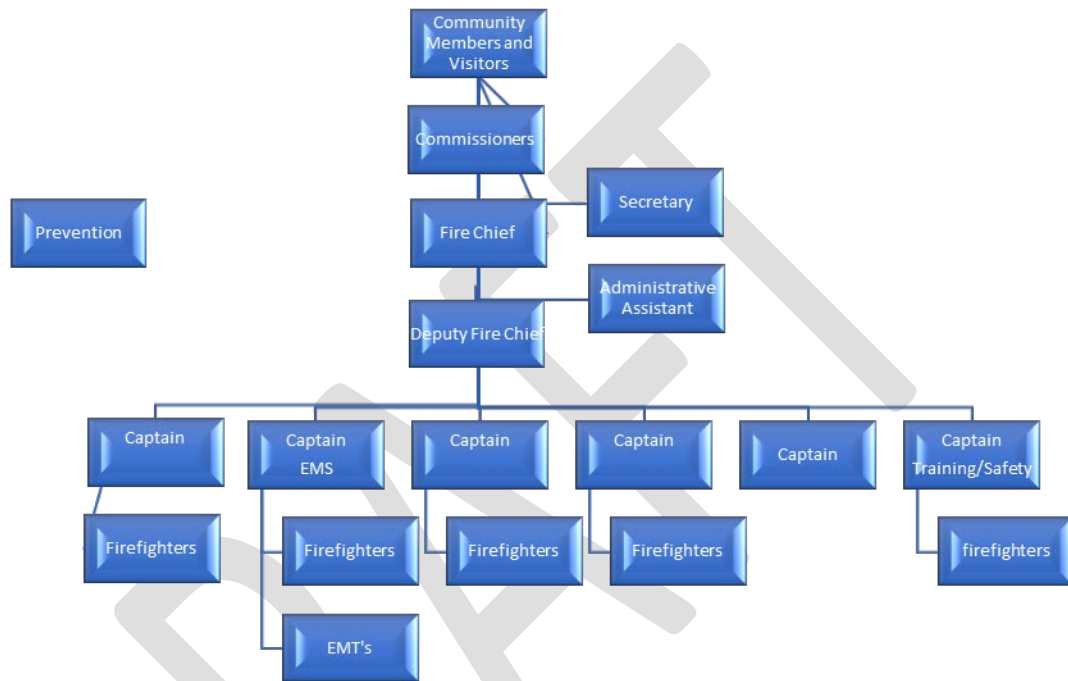 Community
Members and
Visitors
Commissioners
Secretary
Prevention
Fire Chief
Administrative
Assistant
Deputy Fire Chief
Captain
Captain
EMS
Captain
Captain
Captain
Captain
Training/Safety
Firefighters
Firefighters
Firefighters
Firefighters
firefighters
EMT's
DRAFT